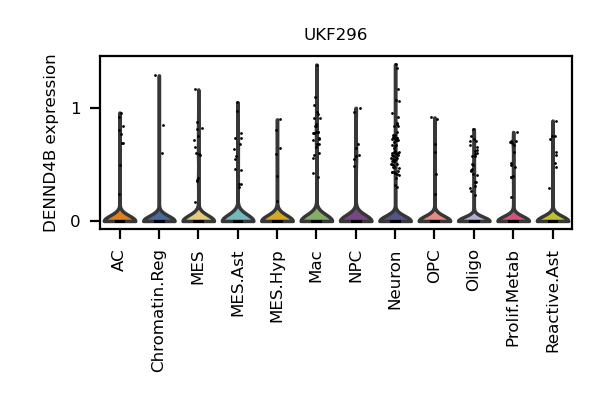 UKF296
DENND4B expression
1
0
AC
Chromatin.Reg
MES
MES.Ast
MES.Hyp
Mac
NPC
Neuron
OPC
Oligo
Prolif.Metab
Reactive.Ast